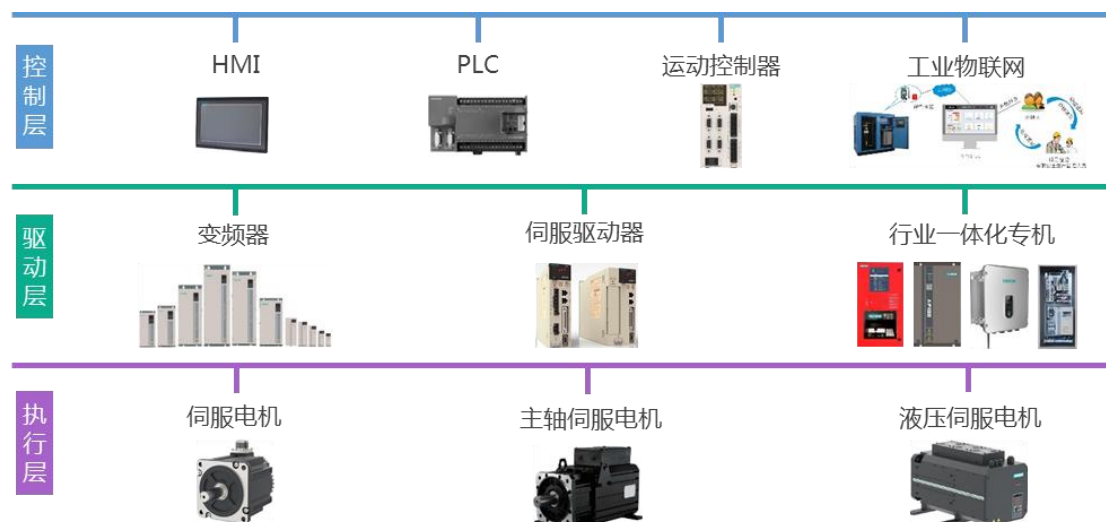 控制层
HMI
PLC
运动控制器
工业物联网
驱动层
变频器
伺服驱动器
行业一体化专机
执行层
伺服电机
主轴伺服电机
液压伺服电机